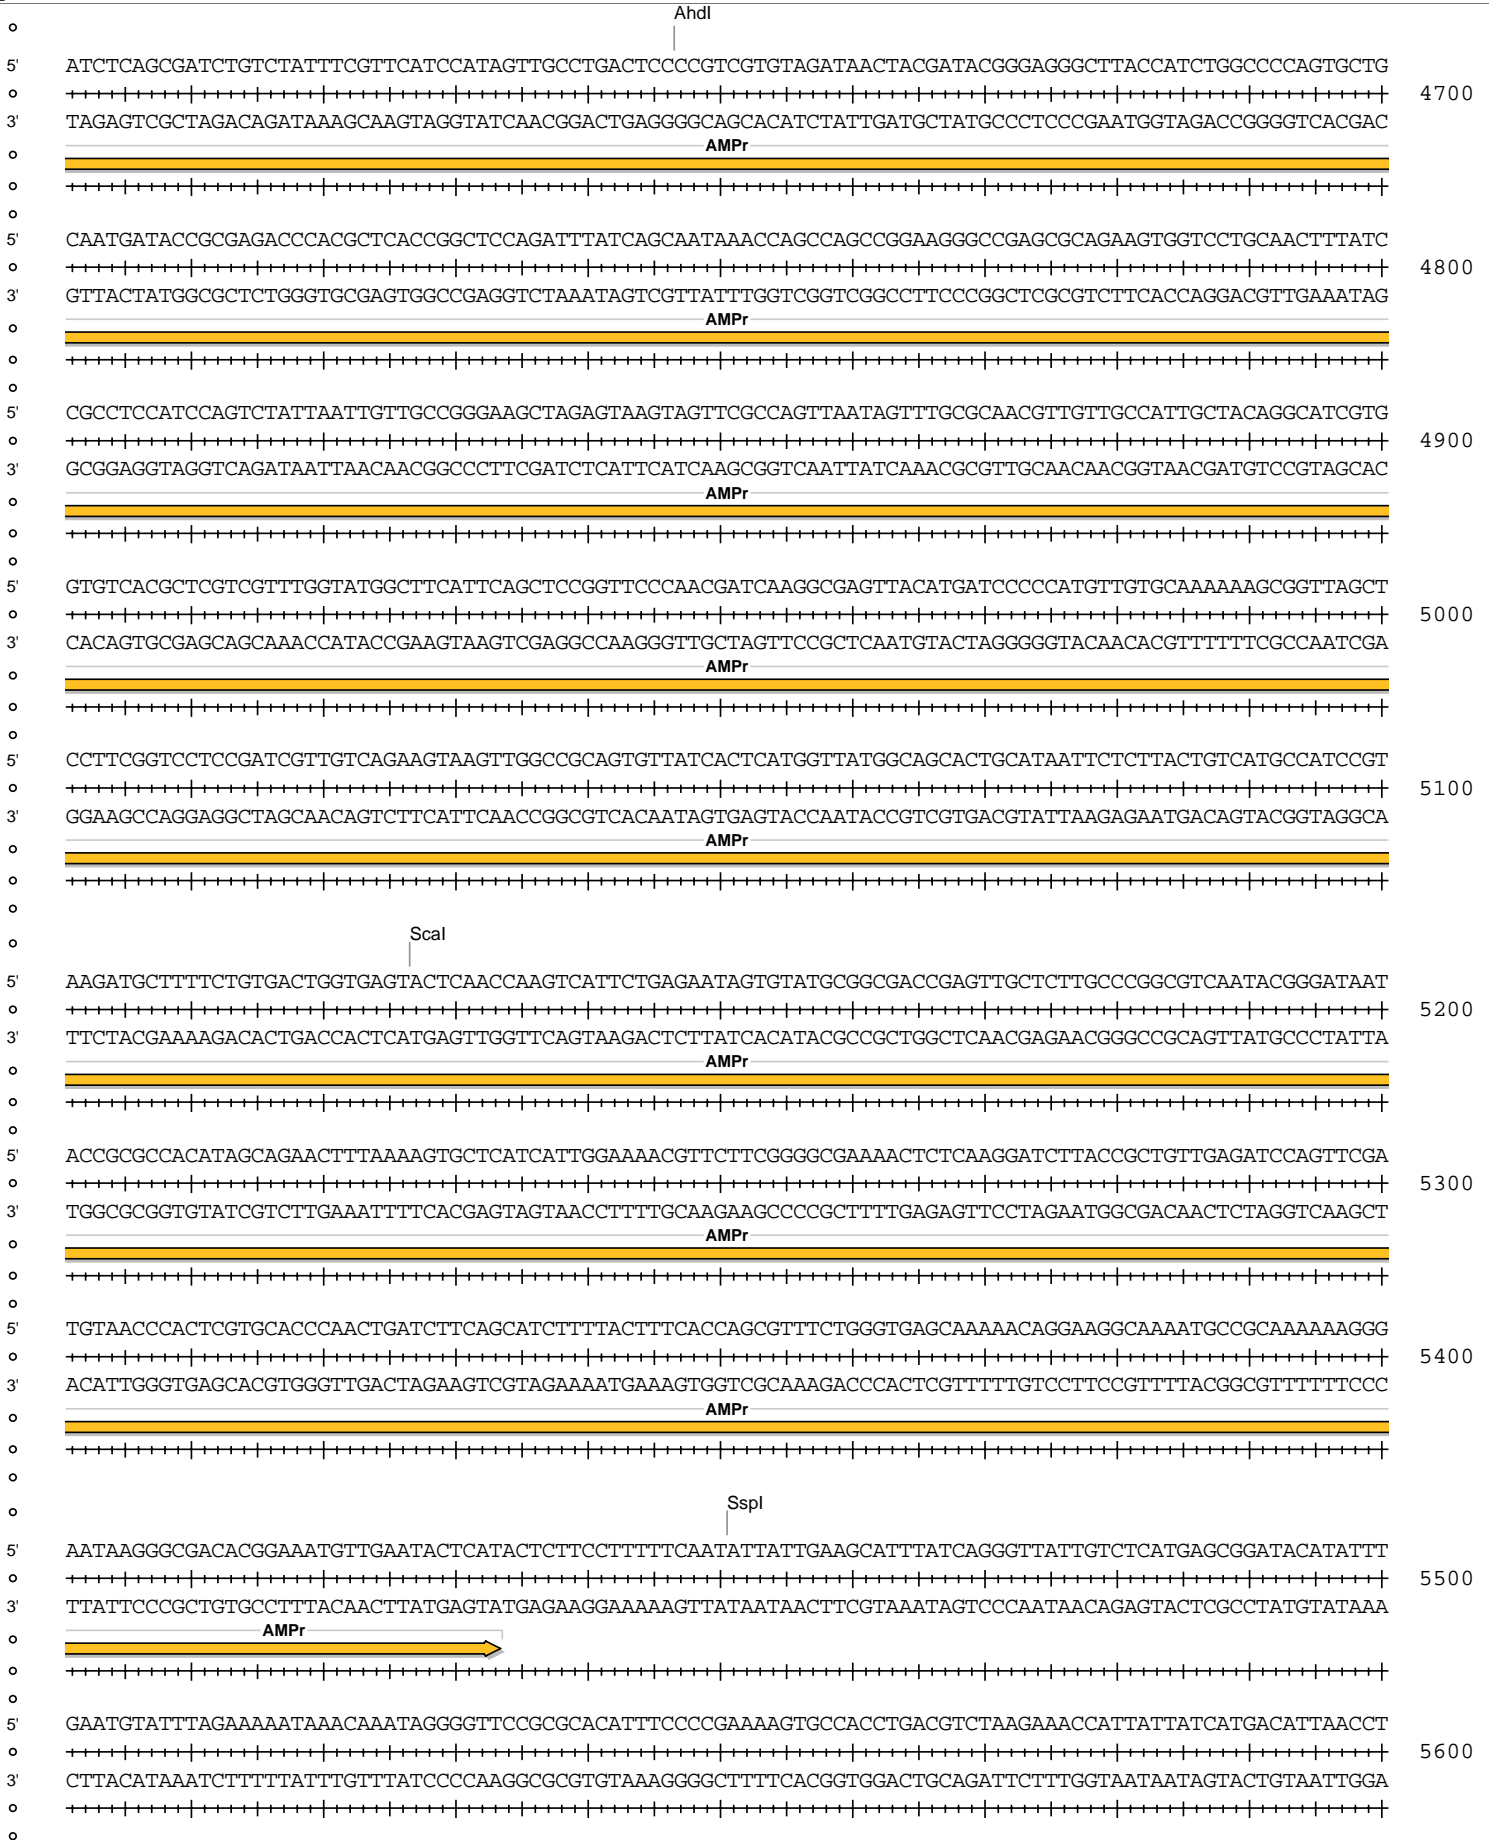 AhdI
5' ATCTCAGCGATCTGTCTATTTCGTTCATCCATAGTTGCCTGACTCCCCGTCGTGTAGATAACTACGATACGGGAGGGCTTACCATCTGGCCCCAGTGCTG
4700
3' TAGAGTCGCTAGACAGATAAAGCAAGTAGGTATCAACGGACTGAGGGGCAGCACATCTATTGATGCTATGCCCTCCCGAATGGTAGACCGGGGTCACGAC
AMPr
5' CAATGATACCGCGAGACCCACGCTCACCGGCTCCAGATTTATCAGCAATAAACCAGCCAGCCGGAAGGGCCGAGCGCAGAAGTGGTCCTGCAACTTTATC
4800
3' GTTACTATGGCGCTCTGGGTGCGAGTGGCCGAGGTCTAAATAGTCGTTATTTGGTCGGTCGGCCTTCCCGGCTCGCGTCTTCACCAGGACGTTGAAATAG
AMPr
5' CGCCTCCATCCAGTCTATTAATTGTTGCCGGGAAGCTAGAGTAAGTAGTTCGCCAGTTAATAGTTTGCGCAACGTTGTTGCCATTGCTACAGGCATCGTG
4900
3' GCGGAGGTAGGTCAGATAATTAACAACGGCCCTTCGATCTCATTCATCAAGCGGTCAATTATCAAACGCGTTGCAACAACGGTAACGATGTCCGTAGCAC
AMPr
5' GTGTCACGCTCGTCGTTTGGTATGGCTTCATTCAGCTCCGGTTCCCAACGATCAAGGCGAGTTACATGATCCCCCATGTTGTGCAAAAAAGCGGTTAGCT
5000
3' CACAGTGCGAGCAGCAAACCATACCGAAGTAAGTCGAGGCCAAGGGTTGCTAGTTCCGCTCAATGTACTAGGGGGTACAACACGTTTTTTCGCCAATCGA
AMPr
5' CCTTCGGTCCTCCGATCGTTGTCAGAAGTAAGTTGGCCGCAGTGTTATCACTCATGGTTATGGCAGCACTGCATAATTCTCTTACTGTCATGCCATCCGT
5100
3' GGAAGCCAGGAGGCTAGCAACAGTCTTCATTCAACCGGCGTCACAATAGTGAGTACCAATACCGTCGTGACGTATTAAGAGAATGACAGTACGGTAGGCA
AMPr
ScaI
5' AAGATGCTTTTCTGTGACTGGTGAGTACTCAACCAAGTCATTCTGAGAATAGTGTATGCGGCGACCGAGTTGCTCTTGCCCGGCGTCAATACGGGATAAT
5200
3' TTCTACGAAAAGACACTGACCACTCATGAGTTGGTTCAGTAAGACTCTTATCACATACGCCGCTGGCTCAACGAGAACGGGCCGCAGTTATGCCCTATTA
AMPr
5' ACCGCGCCACATAGCAGAACTTTAAAAGTGCTCATCATTGGAAAACGTTCTTCGGGGCGAAAACTCTCAAGGATCTTACCGCTGTTGAGATCCAGTTCGA
5300
3' TGGCGCGGTGTATCGTCTTGAAATTTTCACGAGTAGTAACCTTTTGCAAGAAGCCCCGCTTTTGAGAGTTCCTAGAATGGCGACAACTCTAGGTCAAGCT
AMPr
5' TGTAACCCACTCGTGCACCCAACTGATCTTCAGCATCTTTTACTTTCACCAGCGTTTCTGGGTGAGCAAAAACAGGAAGGCAAAATGCCGCAAAAAAGGG
5400
3' ACATTGGGTGAGCACGTGGGTTGACTAGAAGTCGTAGAAAATGAAAGTGGTCGCAAAGACCCACTCGTTTTTGTCCTTCCGTTTTACGGCGTTTTTTCCC
AMPr
SspI
5' AATAAGGGCGACACGGAAATGTTGAATACTCATACTCTTCCTTTTTCAATATTATTGAAGCATTTATCAGGGTTATTGTCTCATGAGCGGATACATATTT
5500
3' TTATTCCCGCTGTGCCTTTACAACTTATGAGTATGAGAAGGAAAAAGTTATAATAACTTCGTAAATAGTCCCAATAACAGAGTACTCGCCTATGTATAAA
AMPr
5' GAATGTATTTAGAAAAATAAACAAATAGGGGTTCCGCGCACATTTCCCCGAAAAGTGCCACCTGACGTCTAAGAAACCATTATTATCATGACATTAACCT
5600
3' CTTACATAAATCTTTTTATTTGTTTATCCCCAAGGCGCGTGTAAAGGGGCTTTTCACGGTGGACTGCAGATTCTTTGGTAATAATAGTACTGTAATTGGA